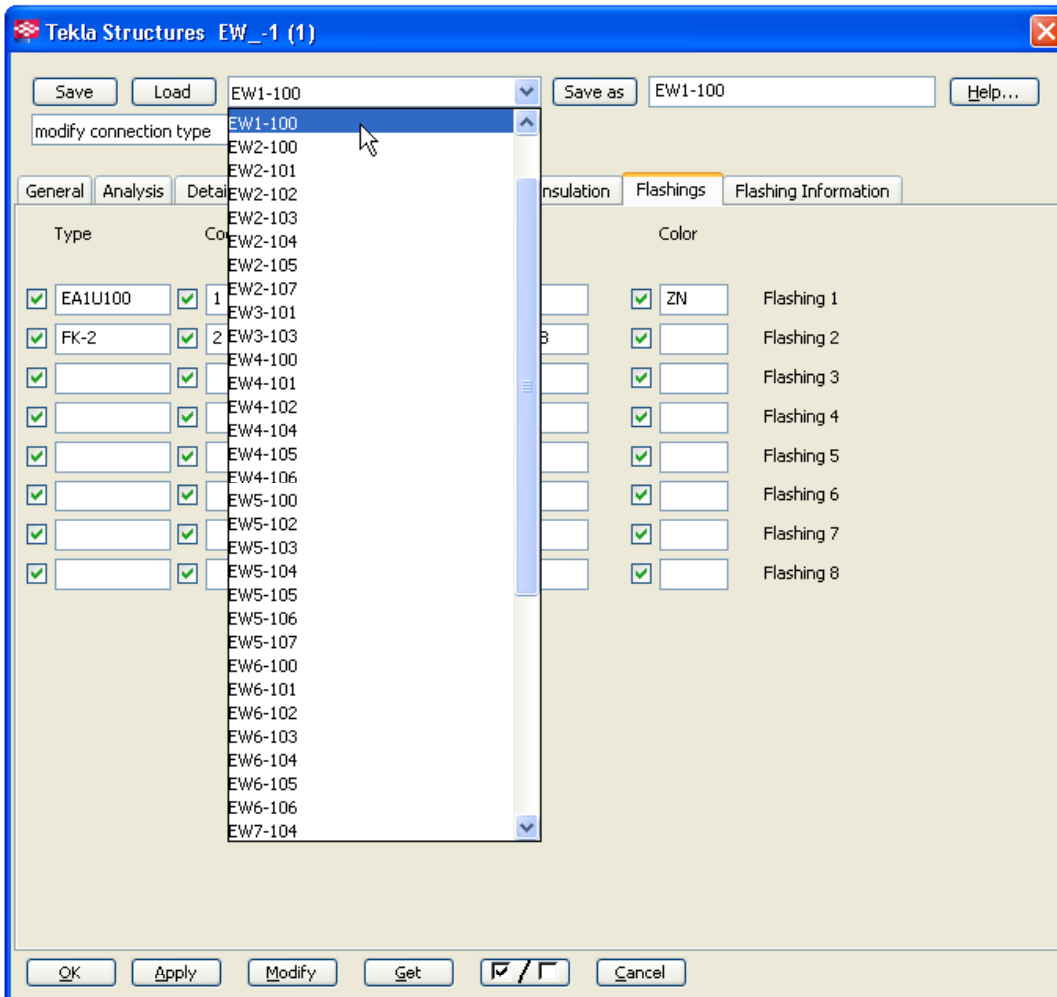 Tekla Structures EW_-1 (1)
Save Load EW1-100 Save as EW1-100 Help...
modify connection type
EW1-100
EW2-100
EW2-101
EW2-102
EW2-103
EW2-104
EW2-105
EW2-107
EW3-101
EW3-103
EW4-100
EW4-101
EW4-102
EW4-104
EW4-105
EW4-106
EW5-100
EW5-102
EW5-103
EW5-104
EW5-105
EW5-106
EW5-107
EW6-100
EW6-101
EW6-102
EW6-103
EW6-104
EW6-105
EW6-106
EW7-104
General Analysis Detai nsulation Flashings Flashing Information
Type Co Color
EA1U100 1 ZN Flashing 1
FK-2 2 Flashing 2
Flashing 3
Flashing 4
Flashing 5
Flashing 6
Flashing 7
Flashing 8
OK Apply Modify Get / Cancel